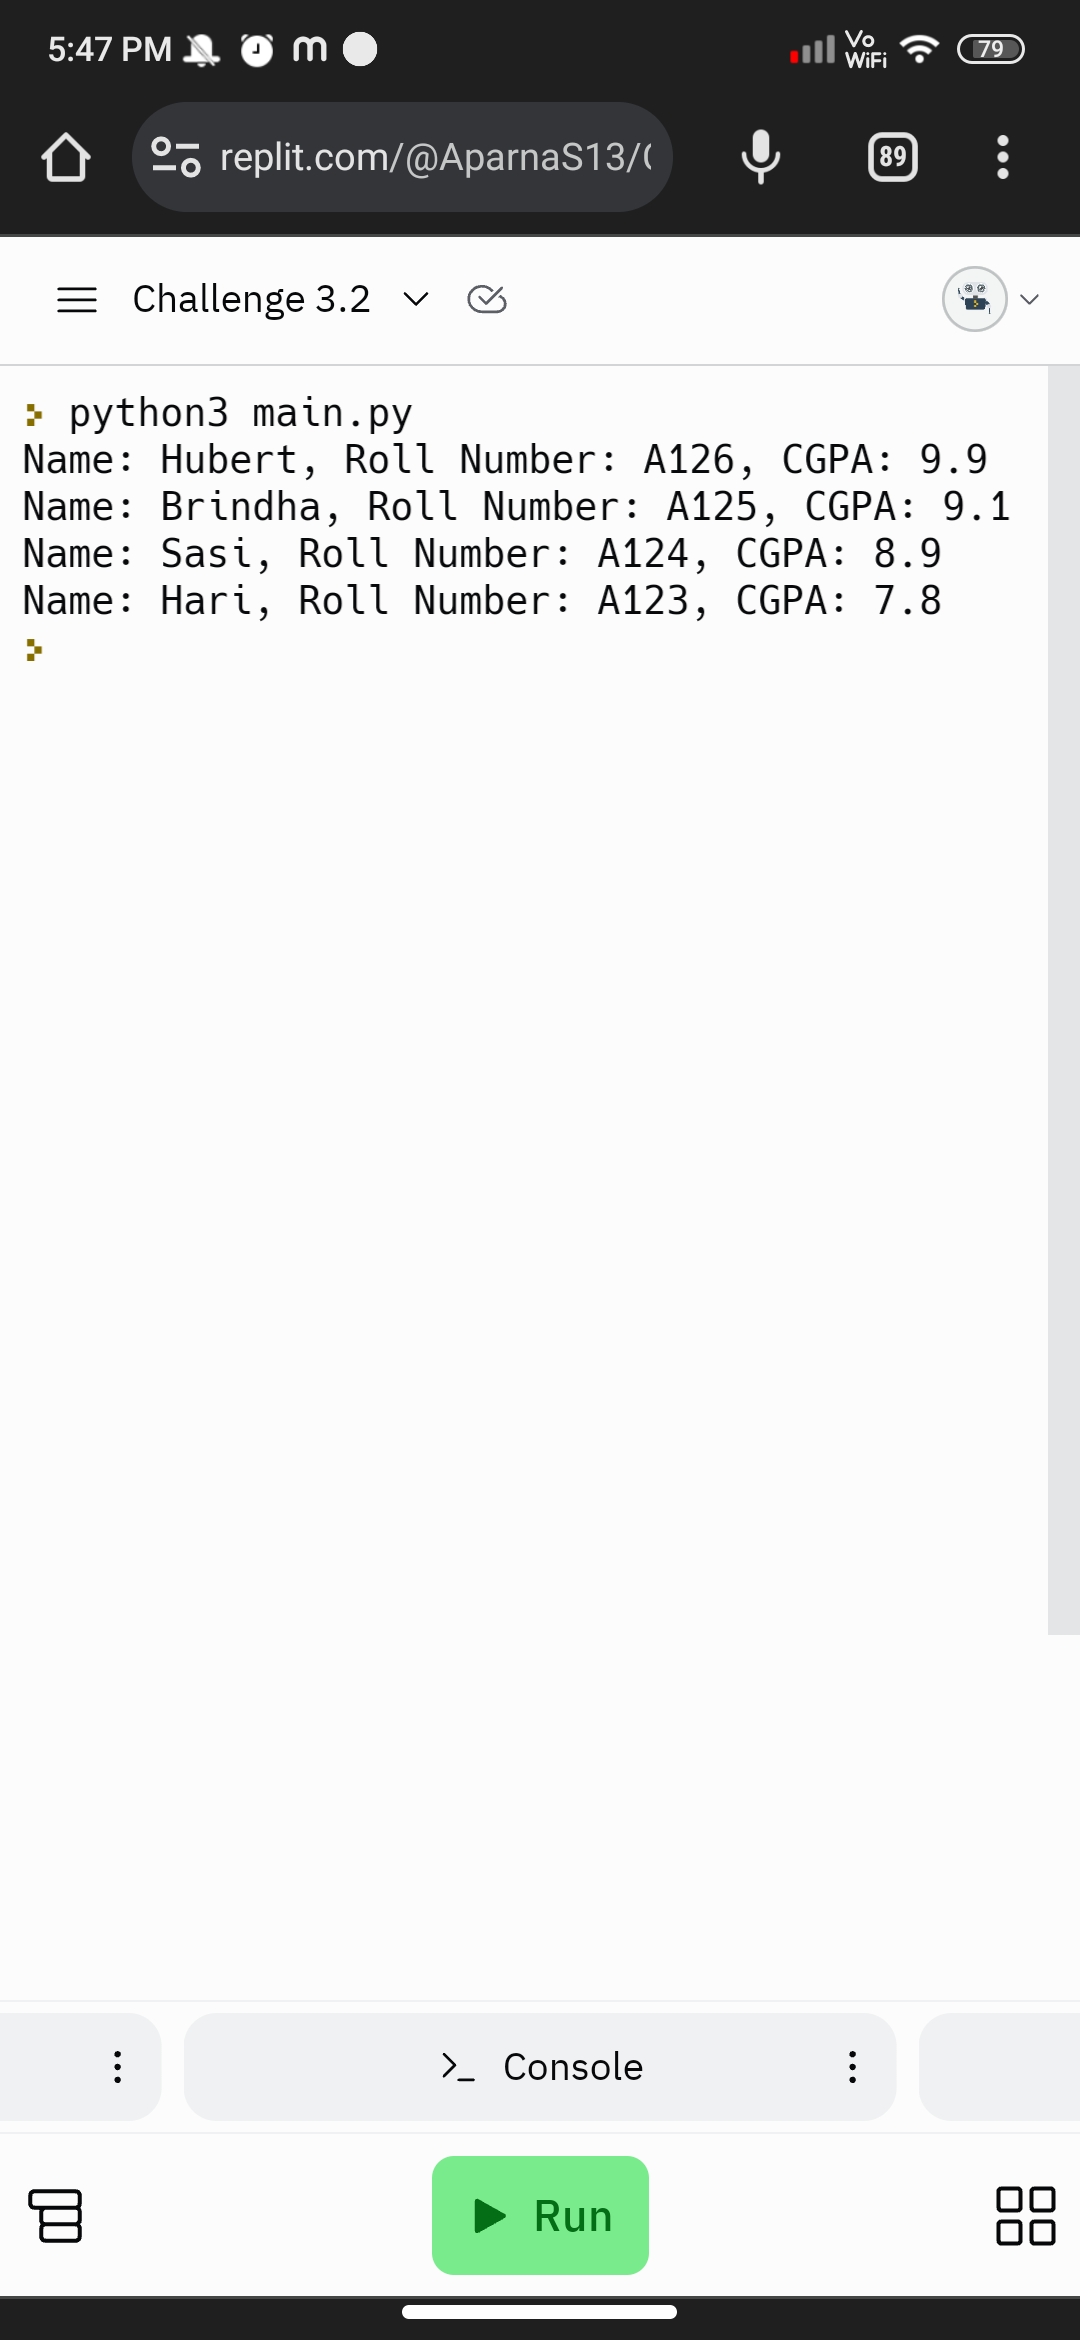 5:47 PM m Vo WiFi 79
replit.com/@AparnaS13/ 89
Challenge 3.2
python3 main.py
Name: Hubert, Roll Number: A126, CGPA: 9.9
Name: Brindha, Roll Number: A125, CGPA: 9.1
Name: Sasi, Roll Number: A124, CGPA: 8.9
Name: Hari, Roll Number: A123, CGPA: 7.8
>_ Console
Run